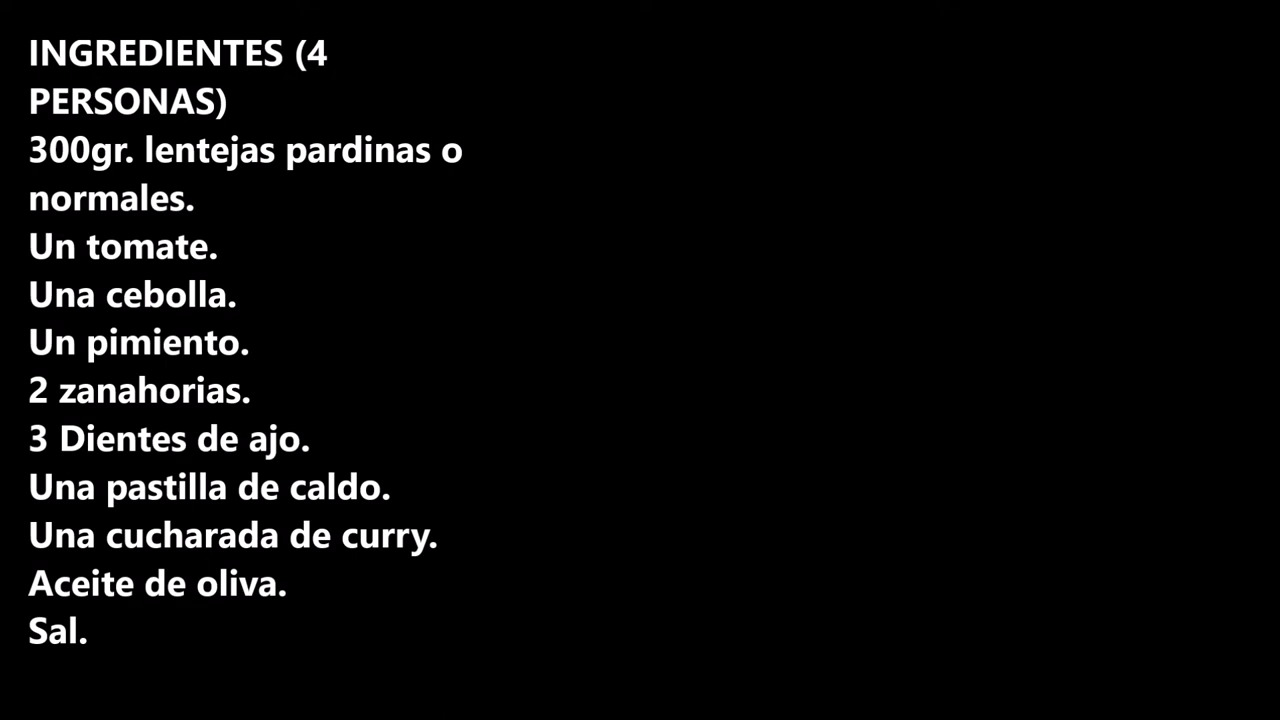 INGREDIENTES (4
PERSONAS)
300gr. lentejas pardinas o
normales.
Un tomate.
Una cebolla.
Un pimiento.
2 zanahorias.
3 Dientes de ajo.
Una pastilla de caldo.
Una cucharada de curry.
Aceite de oliva.
Sal.